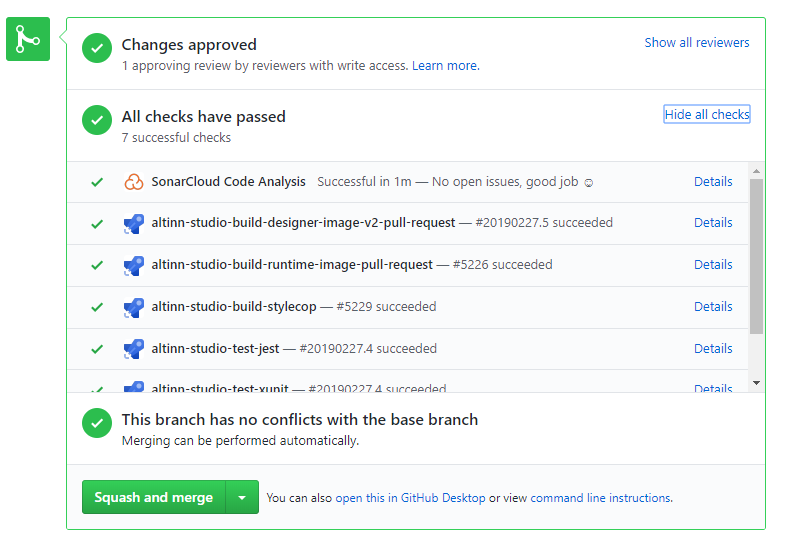 Changes approved
Show all reviewers
1 approving review by reviewers with write access. Learn more.
All checks have passed
Hide all checks
7 successful checks
SonarCloud Code Analysis Successful in 1m — No open issues, good job ☺
Details
altinn-studio-build-designer-image-v2-pull-request — #20190227.5 succeeded
Details
altinn-studio-build-runtime-image-pull-request — #5226 succeeded
Details
altinn-studio-build-stylecop — #5229 succeeded
Details
altinn-studio-test-jest — #20190227.4 succeeded
Details
altinn-studio-test-xunit — #20190227.4 succeeded
Details
This branch has no conflicts with the base branch
Merging can be performed automatically.
Squash and merge
You can also open this in GitHub Desktop or view command line instructions.